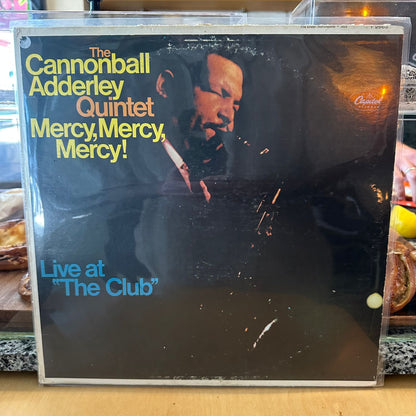 The
Cannonball
Adderley
Quintet
Mercy, Mercy,
Mercy!
Capitol
Live at
"The Club"